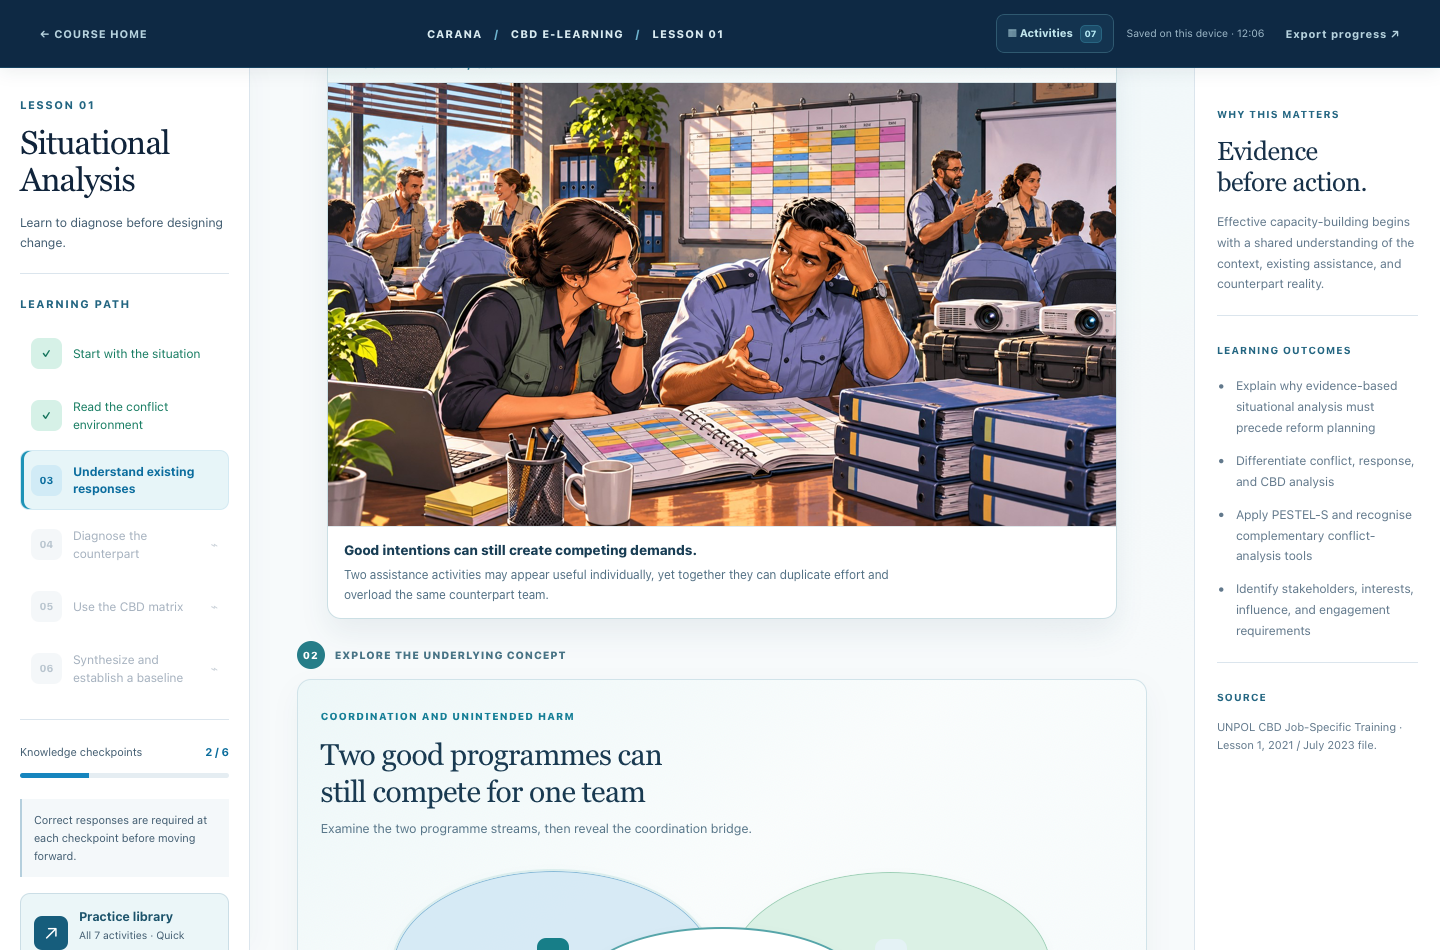 ← COURSE HOME
CARANA / CBD E-LEARNING / LESSON 01
Activities 07
Saved on this device · 12:06
Export progress ↗
LESSON 01
Situational
Analysis
Learn to diagnose before designing
change.
LEARNING PATH
✓ Start with the situation
✓ Read the conflict
environment
03 Understand existing
responses
04 Diagnose the
counterpart
05 Use the CBD matrix
06 Synthesize and
establish a baseline
Knowledge checkpoints 2 / 6
Correct responses are required at
each checkpoint before moving
forward.
Practice library
All 7 activities · Quick
Good intentions can still create competing demands.
Two assistance activities may appear useful individually, yet together they can duplicate effort and
overload the same counterpart team.
02 EXPLORE THE UNDERLYING CONCEPT
COORDINATION AND UNINTENDED HARM
Two good programmes can
still compete for one team
Examine the two programme streams, then reveal the coordination bridge.
WHY THIS MATTERS
Evidence
before action.
Effective capacity-building begins
with a shared understanding of the
context, existing assistance, and
counterpart reality.
LEARNING OUTCOMES
• Explain why evidence-based
situational analysis must
precede reform planning
• Differentiate conflict, response,
and CBD analysis
• Apply PESTEL-S and recognise
complementary conflict-
analysis tools
• Identify stakeholders, interests,
influence, and engagement
requirements
SOURCE
UNPOL CBD Job-Specific Training ·
Lesson 1, 2021 / July 2023 file.